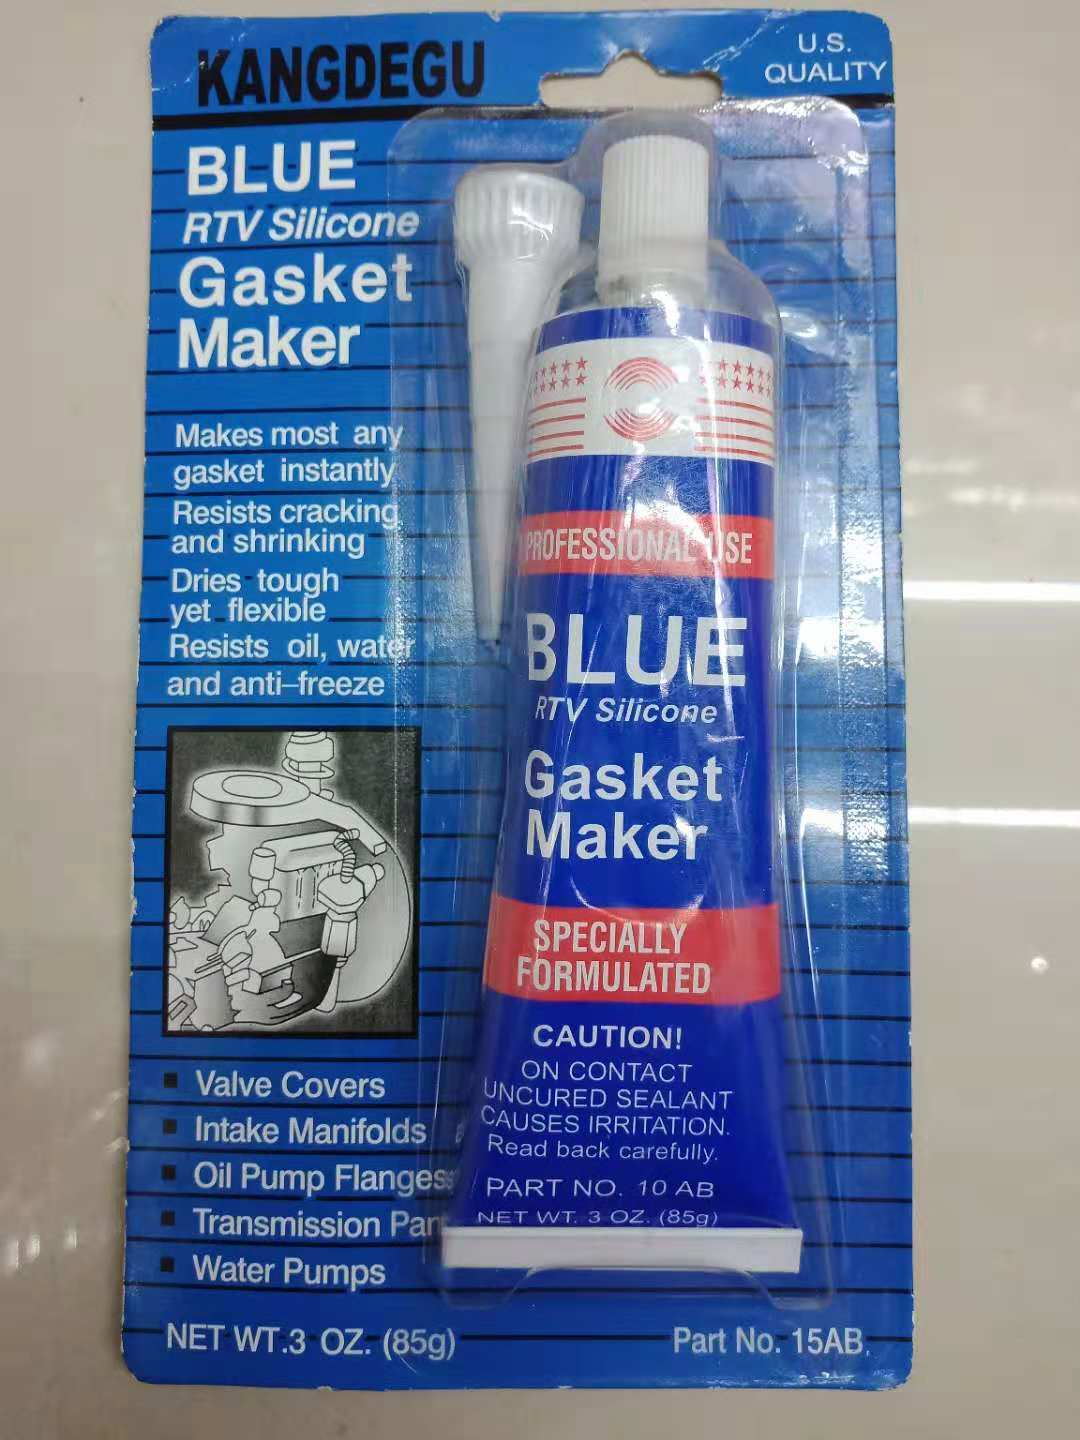 KANGDEGU
U.S.
QUALITY
BLUE
RTV Silicone
Gasket
Maker
Makes most any
gasket instantly
Resists cracking
and shrinking
Dries tough
yet flexible
Resists oil, water
and anti-freeze
Valve Covers
Intake Manifolds
Oil Pump Flanges
Transmission Pan
Water Pumps
NET WT.3 OZ. (85g)
Part No. 15AB
PROFESSIONAL USE
BLUE
RTV Silicone
Gasket
Maker
SPECIALLY
FORMULATED
CAUTION!
ON CONTACT
UNCURED SEALANT
CAUSES IRRITATION.
Read back carefully.
PART NO. 10 AB
NET WT. 3 OZ. (85g)